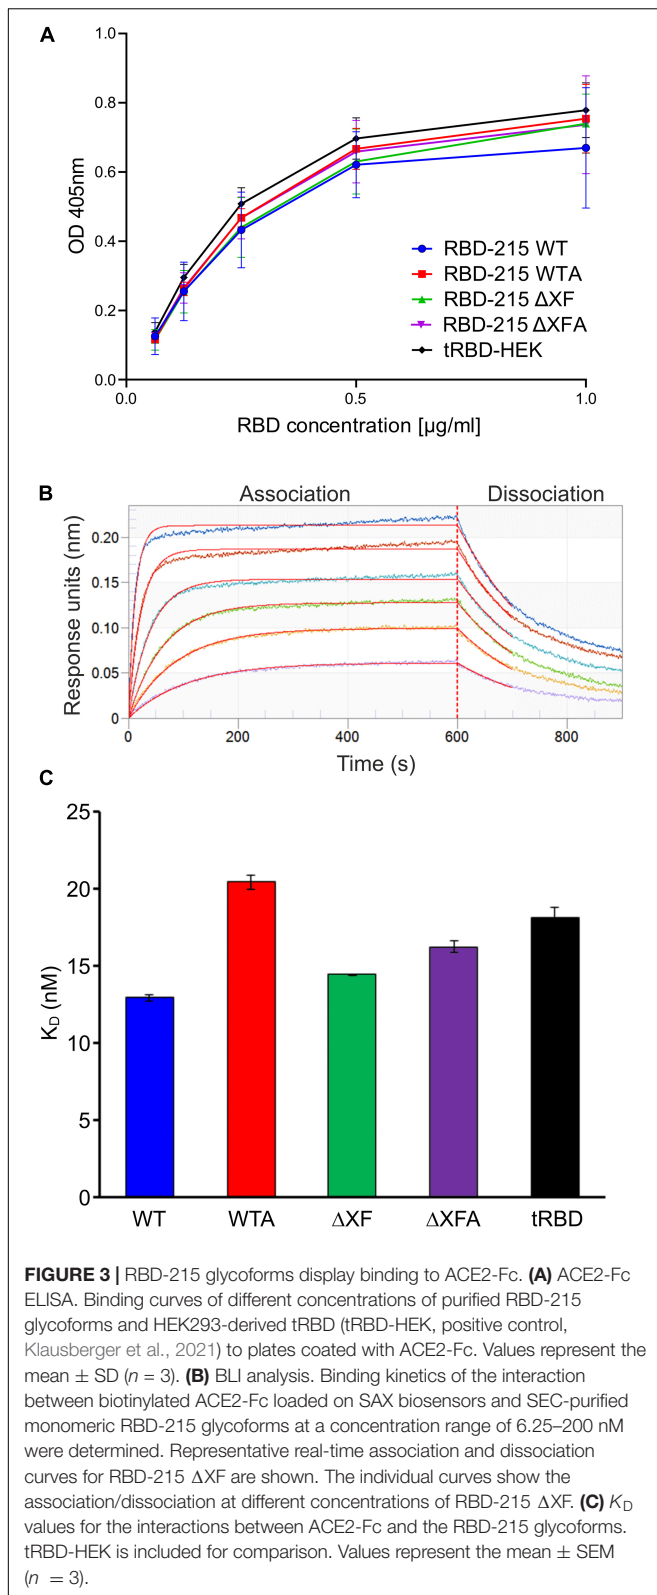 A
0.0
0.2
0.4
0.6
0.8
1.0
OD 405nm
0.0
0.5
1.0
RBD concentration [µg/ml]
RBD-215 WT
RBD-215 WTA
RBD-215 ΔXF
RBD-215 ΔXFA
tRBD-HEK
B
Association
Dissociation
0.20
0.15
0.10
0.05
0
Response units (nm)
0
200
400
600
800
Time (s)
C
25
20
15
10
5
0
K_D (nM)
WT
WTA
ΔXF
ΔXFA
tRBD
FIGURE 3 | RBD-215 glycoforms display binding to ACE2-Fc. (A) ACE2-Fc
ELISA. Binding curves of different concentrations of purified RBD-215
glycoforms and HEK293-derived tRBD (tRBD-HEK, positive control,
Klausberger et al., 2021) to plates coated with ACE2-Fc. Values represent the
mean ± SD (n = 3). (B) BLI analysis. Binding kinetics of the interaction
between biotinylated ACE2-Fc loaded on SAX biosensors and SEC-purified
monomeric RBD-215 glycoforms at a concentration range of 6.25–200 nM
were determined. Representative real-time association and dissociation
curves for RBD-215 ΔXF are shown. The individual curves show the
association/dissociation at different concentrations of RBD-215 ΔXF. (C) K_D
values for the interactions between ACE2-Fc and the RBD-215 glycoforms.
tRBD-HEK is included for comparison. Values represent the mean ± SEM
(n = 3).